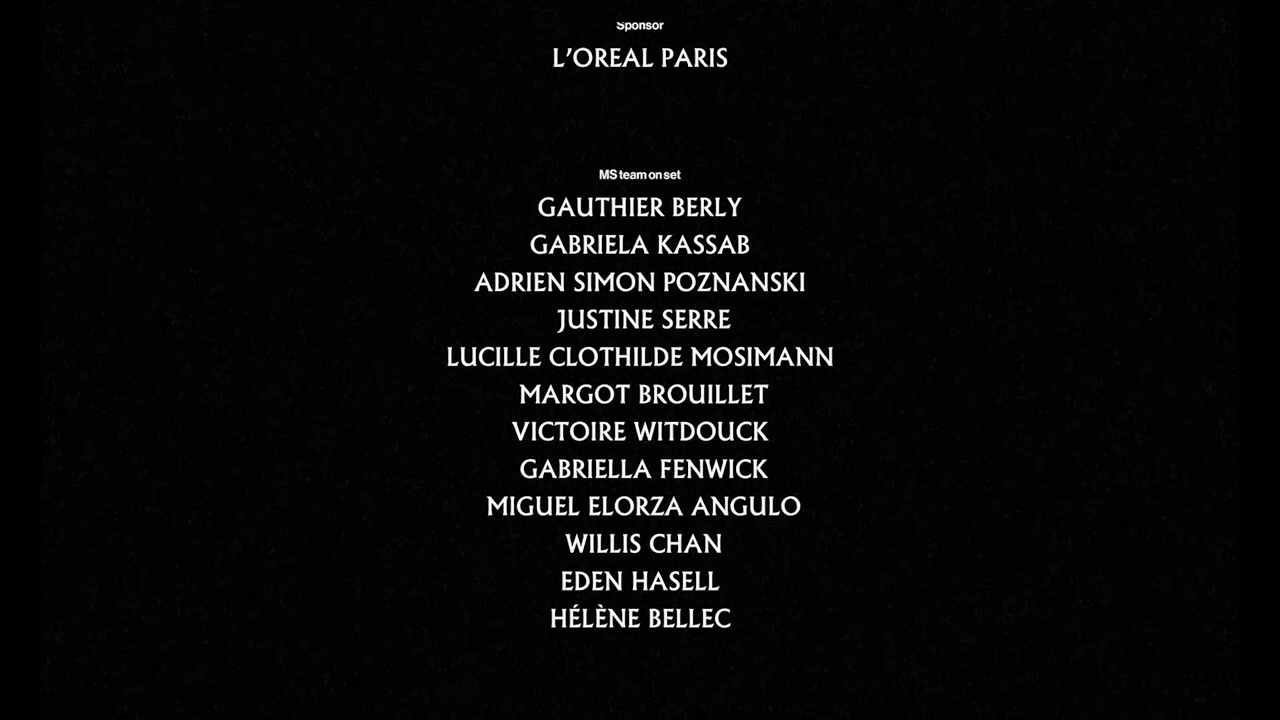 Sponsor
L’OREAL PARIS
MS team on set
GAUTHIER BERLY
GABRIELA KASSAB
ADRIEN SIMON POZNANSKI
JUSTINE SERRE
LUCILLE CLOTHILDE MOSIMANN
MARGOT BROUILLET
VICTOIRE WITDOUCK
GABRIELLA FENWICK
MIGUEL ELORZA ANGULO
WILLIS CHAN
EDEN HASELL
HÉLÈNE BELLEC